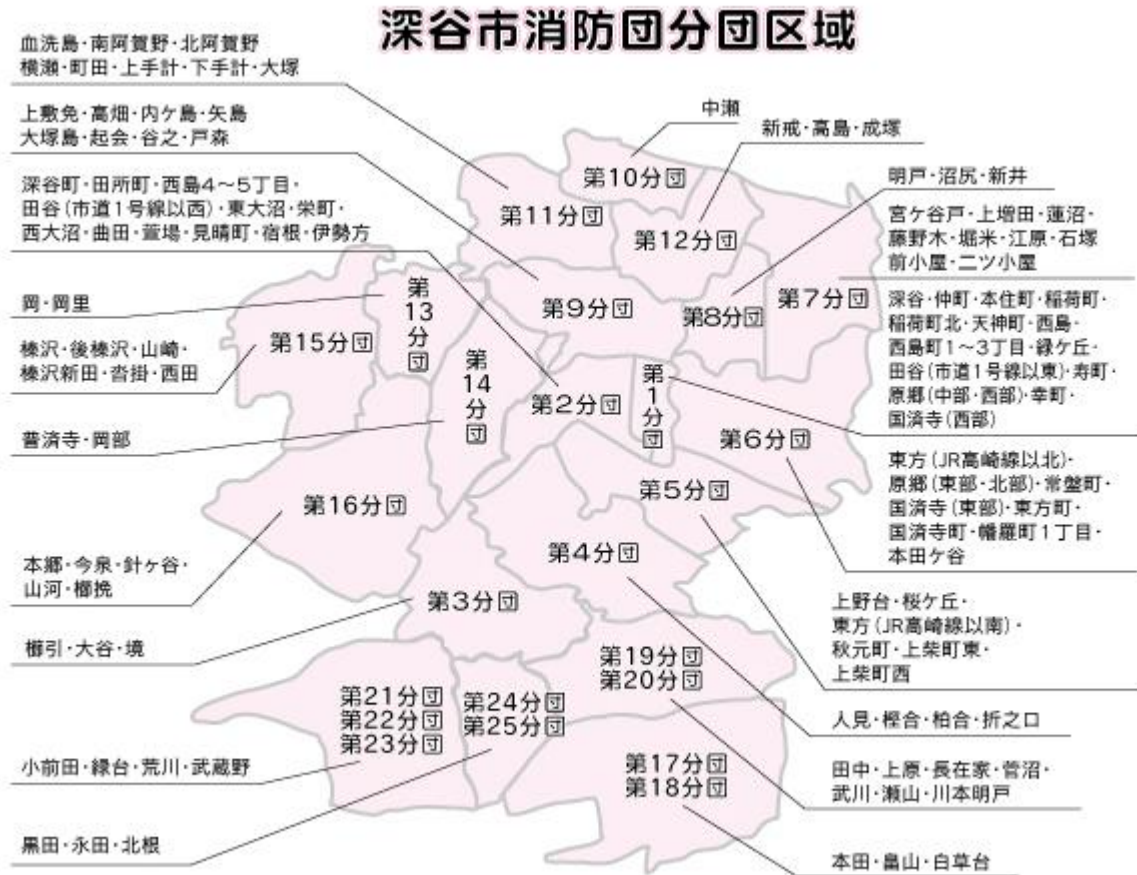 深谷市消防団分団区域
血洗島・南阿賀野・北阿賀野
横瀬・町田・上手計・下手計・大塚
上敷免・高畑・内ケ島・矢島
大塚島・起会・谷之・戸森
深谷町・田所町・西島4～5丁目・
田谷(市道1号線以西)・東大沼・栄町・
西大沼・曲田・萱場・見晴町・宿根・伊勢方
岡・岡里
榛沢・後榛沢・山崎・
榛沢新田・沓掛・西田
普済寺・岡部
本郷・今泉・針ヶ谷・
山河・櫛挽
櫛引・大谷・境
小前田・緑台・荒川・武蔵野
黒田・永田・北根
中瀬
新戒・高島・成塚
明戸・沼尻・新井
宮ケ谷戸・上増田・蓮沼・
藤野木・堀米・江原・石塚
前小屋・二ツ小屋
深谷・仲町・本住町・稲荷町・
稲荷町北・天神町・西島・
西島町1～3丁目・緑ケ丘・
田谷(市道1号線以東)・寿町・
原郷(中部・西部)・幸町・
国済寺(西部)
東方(JR高崎線以北)・
原郷(東部・北部)・常盤町・
国済寺(東部)・東方町・
国済寺町・幡羅町1丁目・
本田ケ谷
上野台・桜ケ丘・
東方(JR高崎線以南)・
秋元町・上柴町東・
上柴町西
人見・樫合・柏合・折之口
田中・上原・長在家・菅沼・
武川・瀬山・川本明戸
本田・畠山・白草台
第10分団
第11分団
第12分団
第13分団
第9分団
第8分団
第7分団
第15分団
第14分団
第2分団
第1分団
第6分団
第5分団
第16分団
第4分団
第3分団
第19分団
第20分団
第21分団
第22分団
第23分団
第24分団
第25分団
第17分団
第18分団